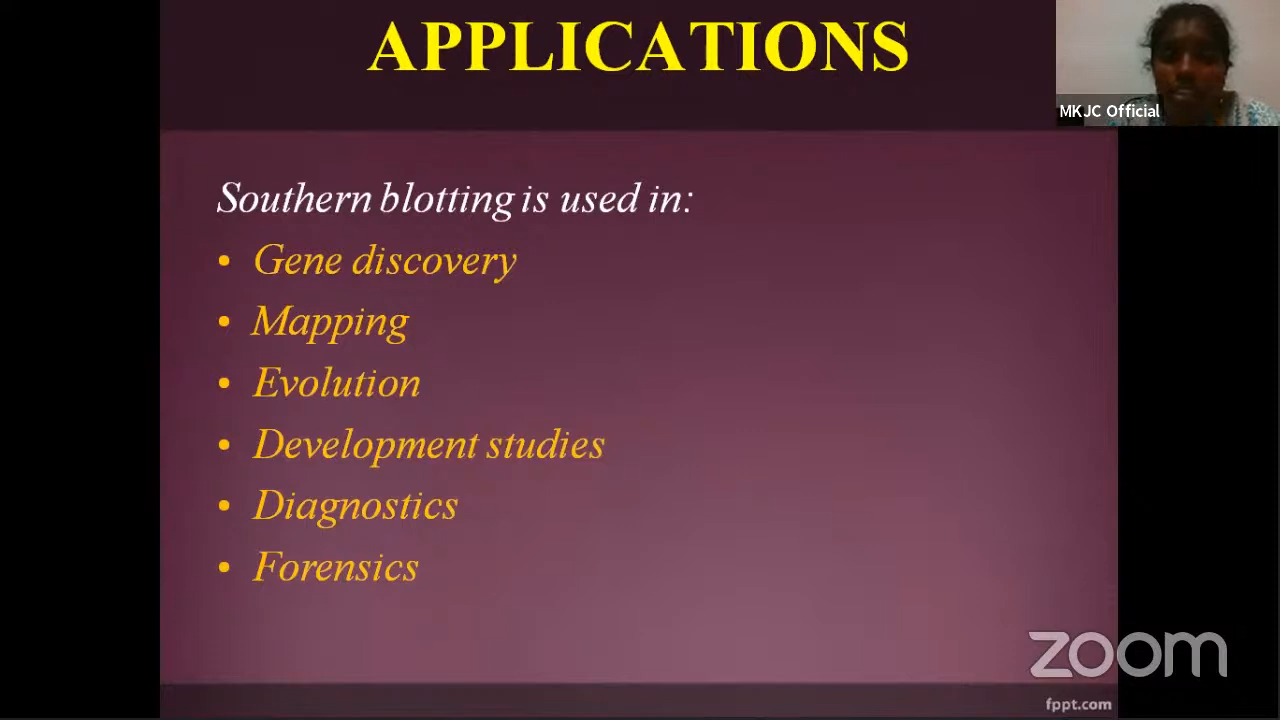 APPLICATIONS
MKJC Official
Southern blotting is used in:
• Gene discovery
• Mapping
• Evolution
• Development studies
• Diagnostics
• Forensics
zoom
fppt.com